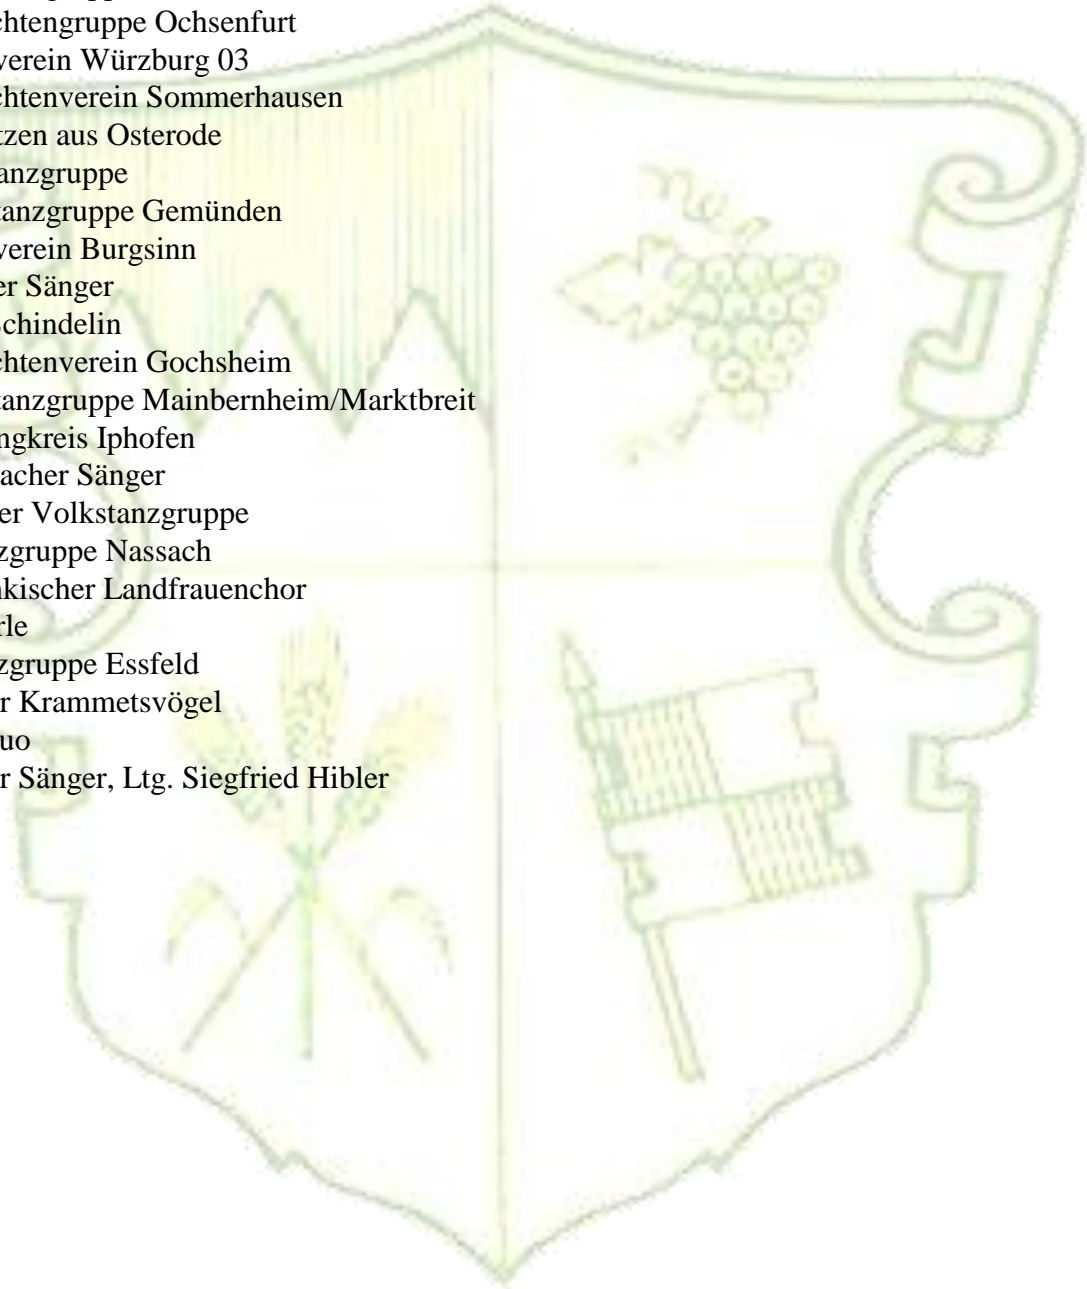 chtengruppe Ochsenfurt
verein Würzburg 03
chtenverein Sommerhausen
tzen aus Osterode
anzgruppe
tanzgruppe Gemünden
verein Burgsinn
er Sänger
Schindelin
chtenverein Gochsheim
tanzgruppe Mainbernheim/Marktbreit
ngkreis Iphofen
acher Sänger
er Volkstanzgruppe
zgruppe Nassach
nkischer Landfrauenchor
rle
zgruppe Essfeld
r Krammetsvögel
uo
r Sänger, Ltg. Siegfried Hibler